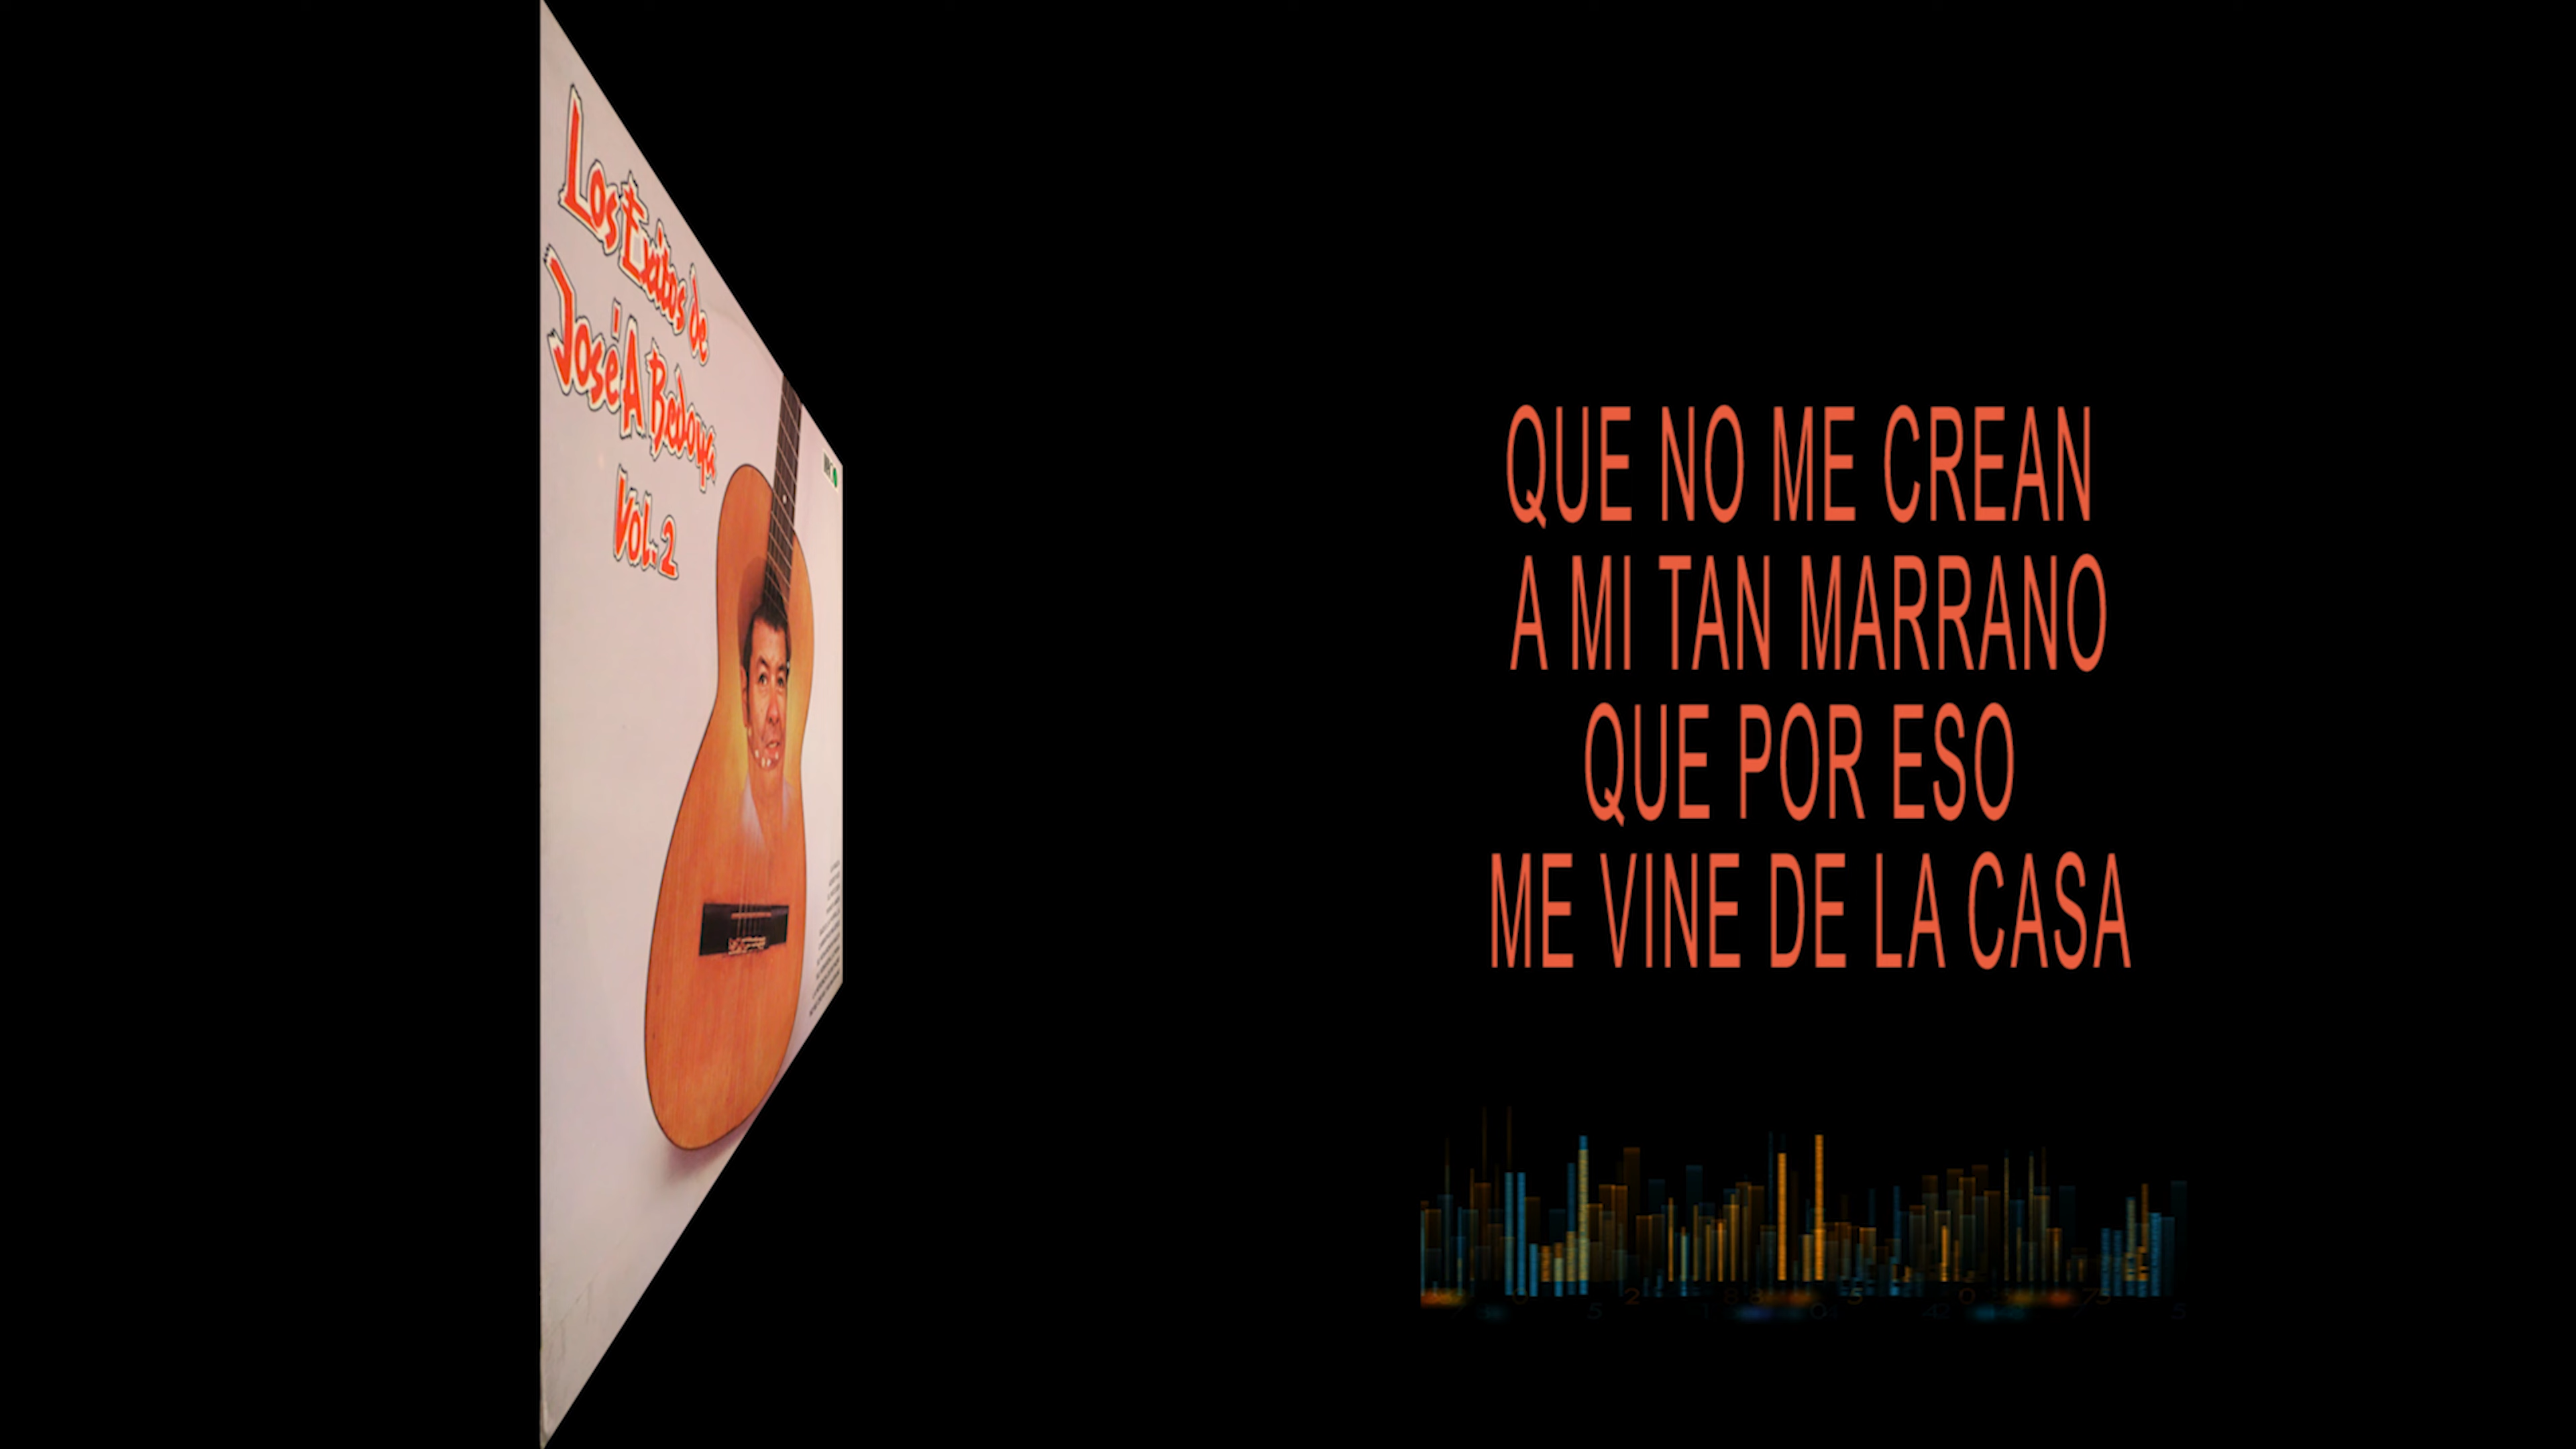 Los Exitos de
José A Bedoya
Vol. 2
QUE NO ME CREAN
A MI TAN MARRANO
QUE POR ESO
ME VINE DE LA CASA